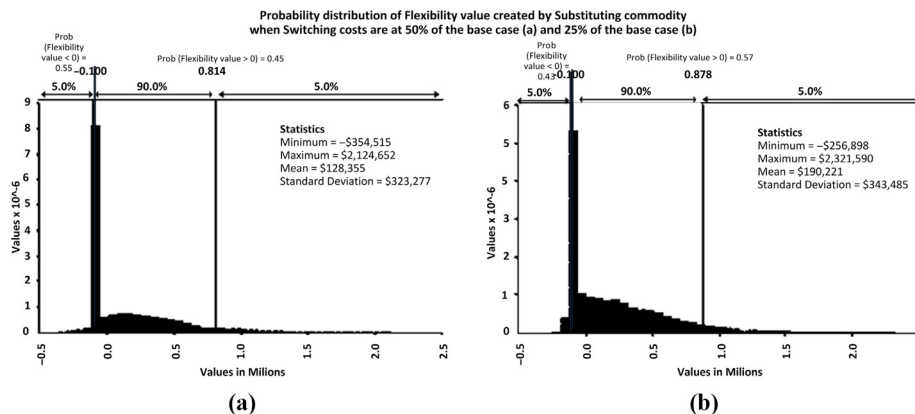 Probability distribution of Flexibility value created by Substituting commodity
when Switching costs are at 50% of the base case (a) and 25% of the base case (b)
Prob
(Flexibility
value < 0) =
0.55
Prob (Flexibility value > 0) = 0.45
–0.100
0.814
5.0%
90.0%
5.0%
9
8
7
6
5
4
3
2
1
0
Values x 10^-6
Statistics
Minimum = –$354,515
Maximum = $2,124,652
Mean = $128,355
Standard Deviation = $323,277
–0.5
0.0
0.5
1.0
1.5
2.0
2.5
Values in Milions
(a)
Prob
(Flexibility
value < 0) =
0.43
Prob (Flexibility value > 0) = 0.57
–0.100
0.878
5.0%
90.0%
5.0%
6
5
5
3
2
1
0
Values x 10^-6
Statistics
Minimum = –$256,898
Maximum = $2,321,590
Mean = $190,221
Standard Deviation = $343,485
–0.5
0.0
0.5
1.0
1.5
2.0
2.5
Values in Milions
(b)